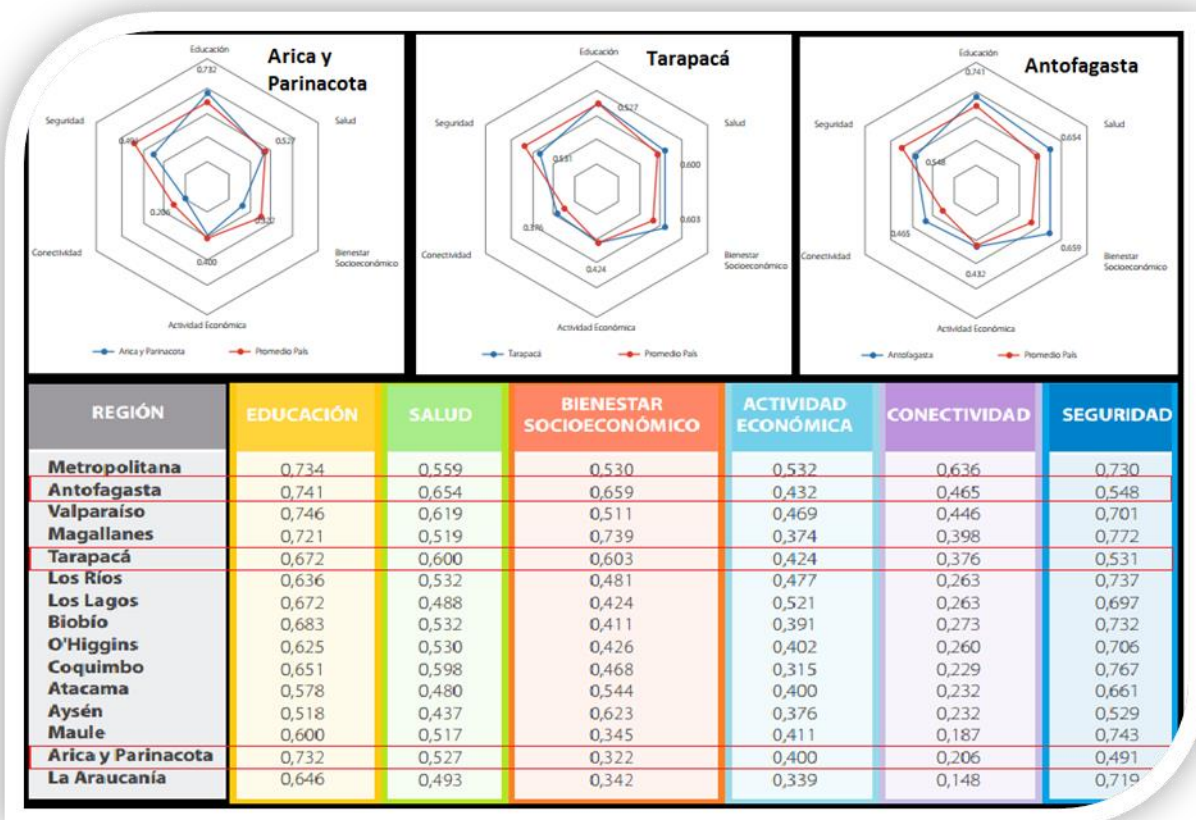 Arica y
Parinacota
Educación
0,732
Seguridad
Salud
0,491
0,527
0,206
0,322
Conectividad
Bienestar
Socioeconómico
0,400
Actividad Económica
Arica y Parinacota
Promedio País
Tarapacá
Educación
0,527
Seguridad
Salud
0,531
0,600
0,376
0,603
Conectividad
Bienestar
Socioeconómico
0,424
Actividad Económica
Tarapacá
Promedio País
Antofagasta
Educación
0,741
Seguridad
Salud
0,654
0,548
0,465
0,659
Conectividad
Bienestar
Socioeconómico
0,432
Actividad Económica
Antofagasta
Promedio País
REGIÓN EDUCACIÓN SALUD BIENESTAR SOCIOECONÓMICO ACTIVIDAD ECONÓMICA CONECTIVIDAD SEGURIDAD
Metropolitana 0,734 0,559 0,530 0,532 0,636 0,730
Antofagasta 0,741 0,654 0,659 0,432 0,465 0,548
Valparaíso 0,746 0,619 0,511 0,469 0,446 0,701
Magallanes 0,721 0,519 0,739 0,374 0,398 0,772
Tarapacá 0,672 0,600 0,603 0,424 0,376 0,531
Los Ríos 0,636 0,532 0,481 0,477 0,263 0,737
Los Lagos 0,672 0,488 0,424 0,521 0,263 0,697
Biobío 0,683 0,532 0,411 0,391 0,273 0,732
O'Higgins 0,625 0,530 0,426 0,402 0,260 0,706
Coquimbo 0,651 0,598 0,468 0,315 0,229 0,767
Atacama 0,578 0,480 0,544 0,400 0,232 0,661
Aysén 0,518 0,437 0,623 0,376 0,232 0,529
Maule 0,600 0,517 0,345 0,411 0,187 0,743
Arica y Parinacota 0,732 0,527 0,322 0,400 0,206 0,491
La Araucanía 0,646 0,493 0,342 0,339 0,148 0,719